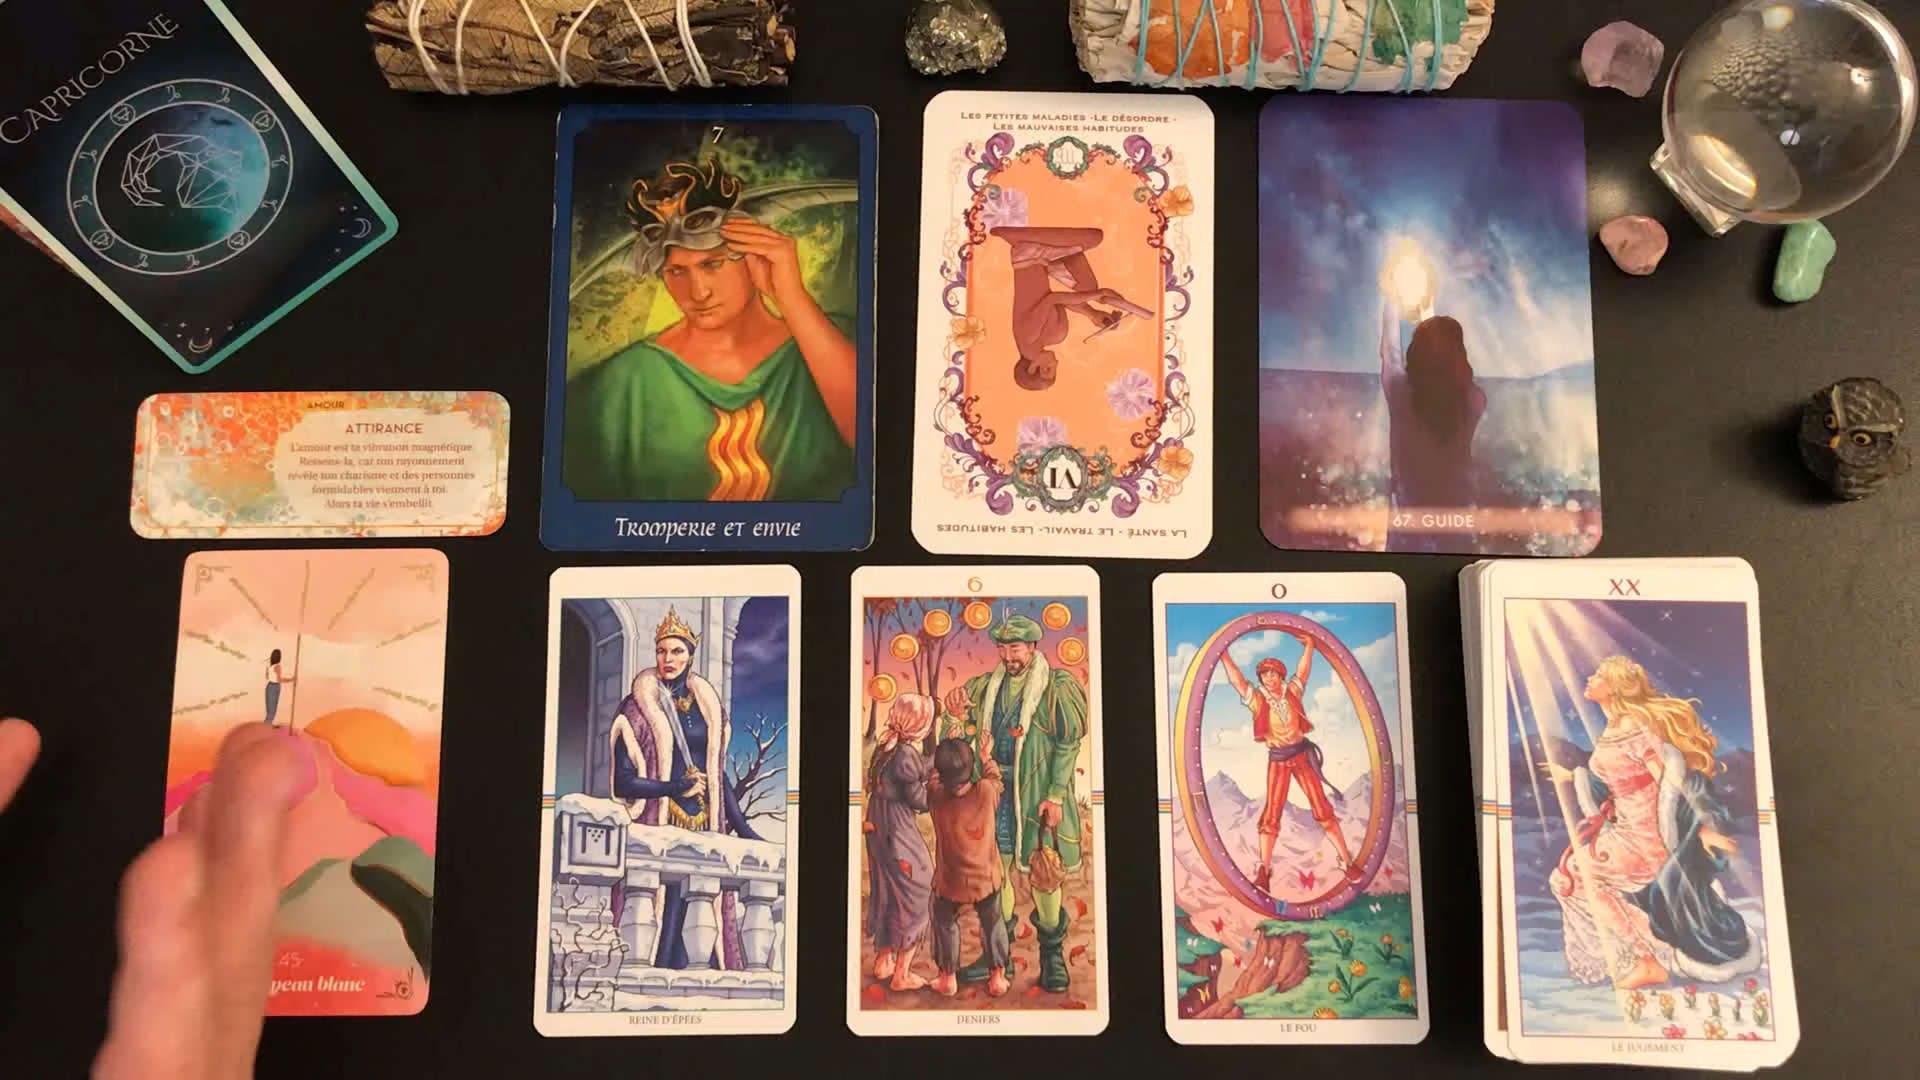 CAPRICORNE
7
TROMPERIE ET ENVIE
LES PETITES MALADIES -LE DÉSORDRE -
LES MAUVAISES HABITUDES
VI
LA SANTÉ - LE TRAVAIL- LES HABITUDES
67. GUIDE
AMOUR
ATTIRANCE
L'amour est ta vibration magnétique.
Ressens-la, car ton rayonnement
révèle ton charisme et des personnes
formidables viennent à toi.
Alors ta vie s'embellit.
45
blanc
REINE D'ÉPÉES
6
DENIERS
0
LE FOU
XX
LE JUGEMENT